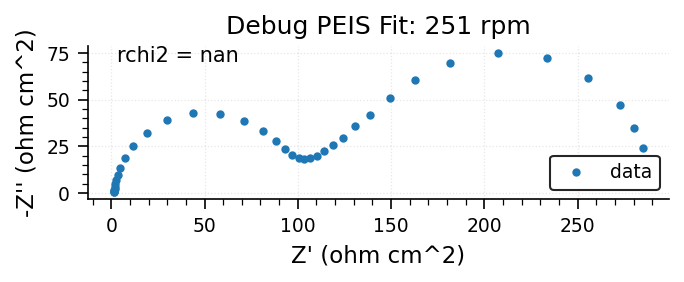 Debug PEIS Fit: 251 rpm
rchi2 = nan
-Z'' (ohm cm^2)
75
50
25
0
data
0 50 100 150 200 250
Z' (ohm cm^2)